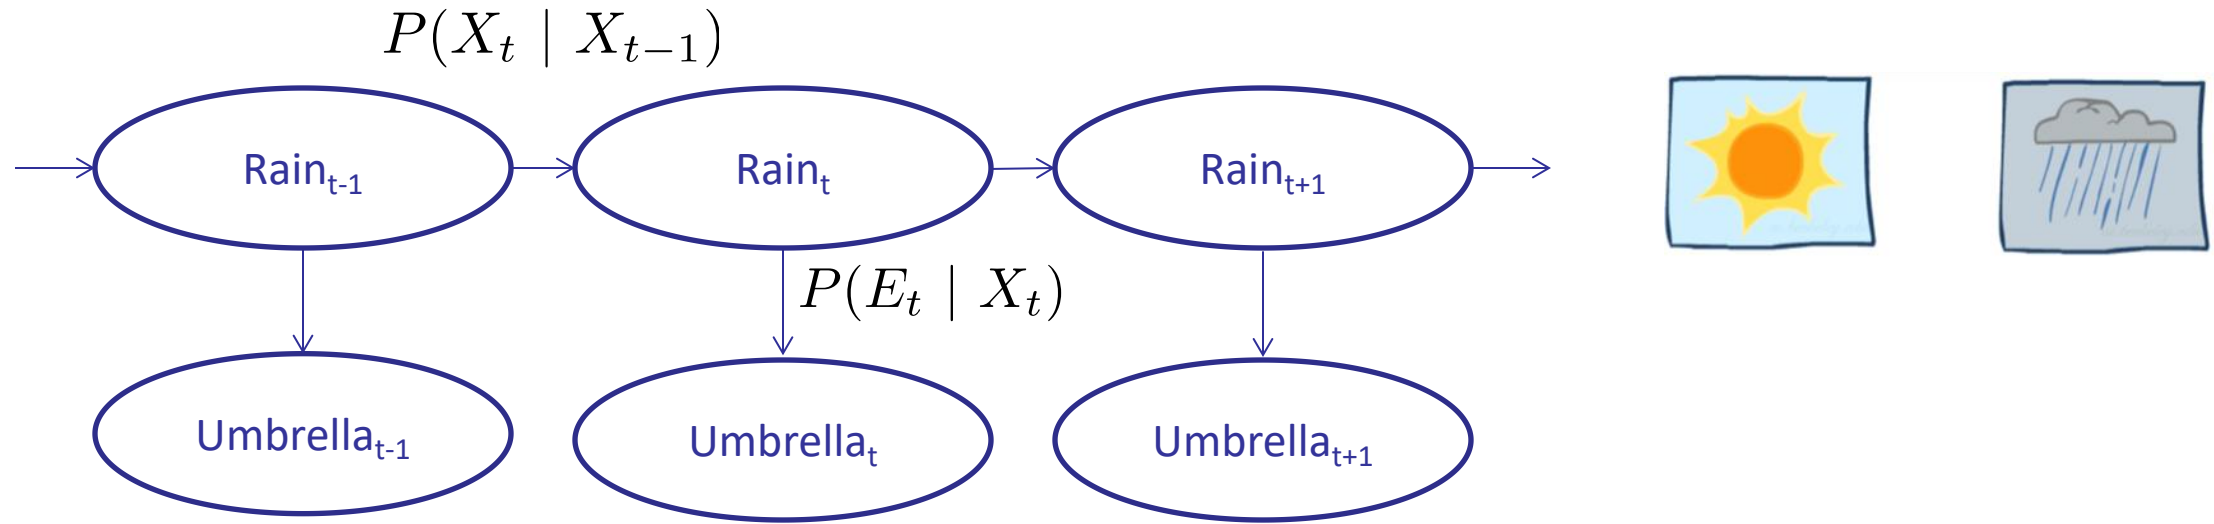 P(X_t | X_{t−1})
Rain_{t-1}
Rain_t
Rain_{t+1}
P(E_t | X_t)
Umbrella_{t-1}
Umbrella_t
Umbrella_{t+1}